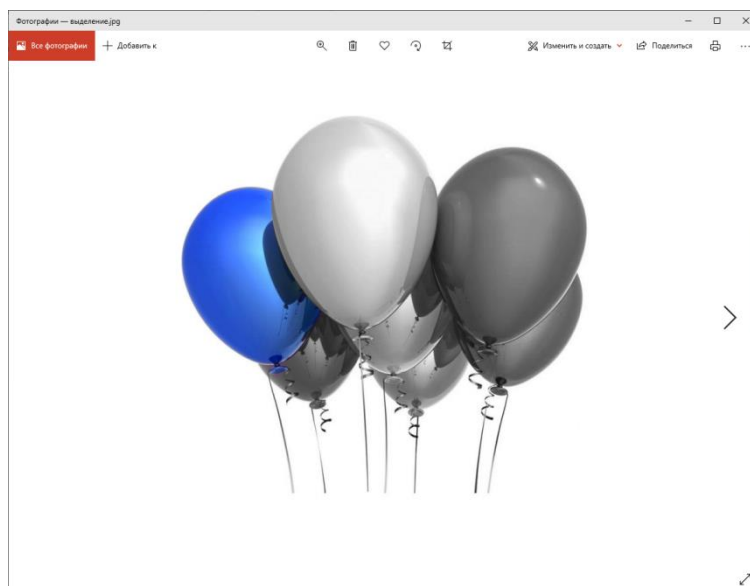 Фотографии — выделение.jpg
Все фотографии
Добавить к
Изменить и создать
Поделиться